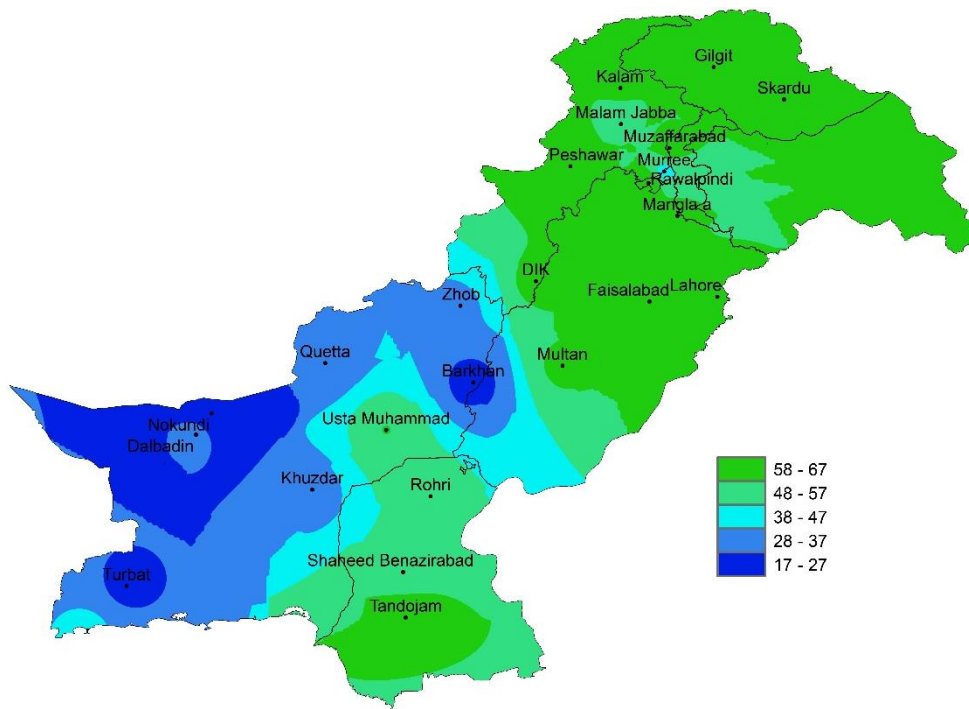 Gilgit
Kalam
Skardu
Malam Jabba
Muzaffarabad
Peshawar
Murree
Rawalpindi
Mangla a
DIK
Faisalabad
Lahore
Zhob
Quetta
Multan
Barkhan
Usta Muhammad
Nokundi
Dalbadin
Khuzdar
Rohri
58 - 67
48 - 57
38 - 47
28 - 37
17 - 27
Shaheed Benazirabad
Turbat
Tandojam